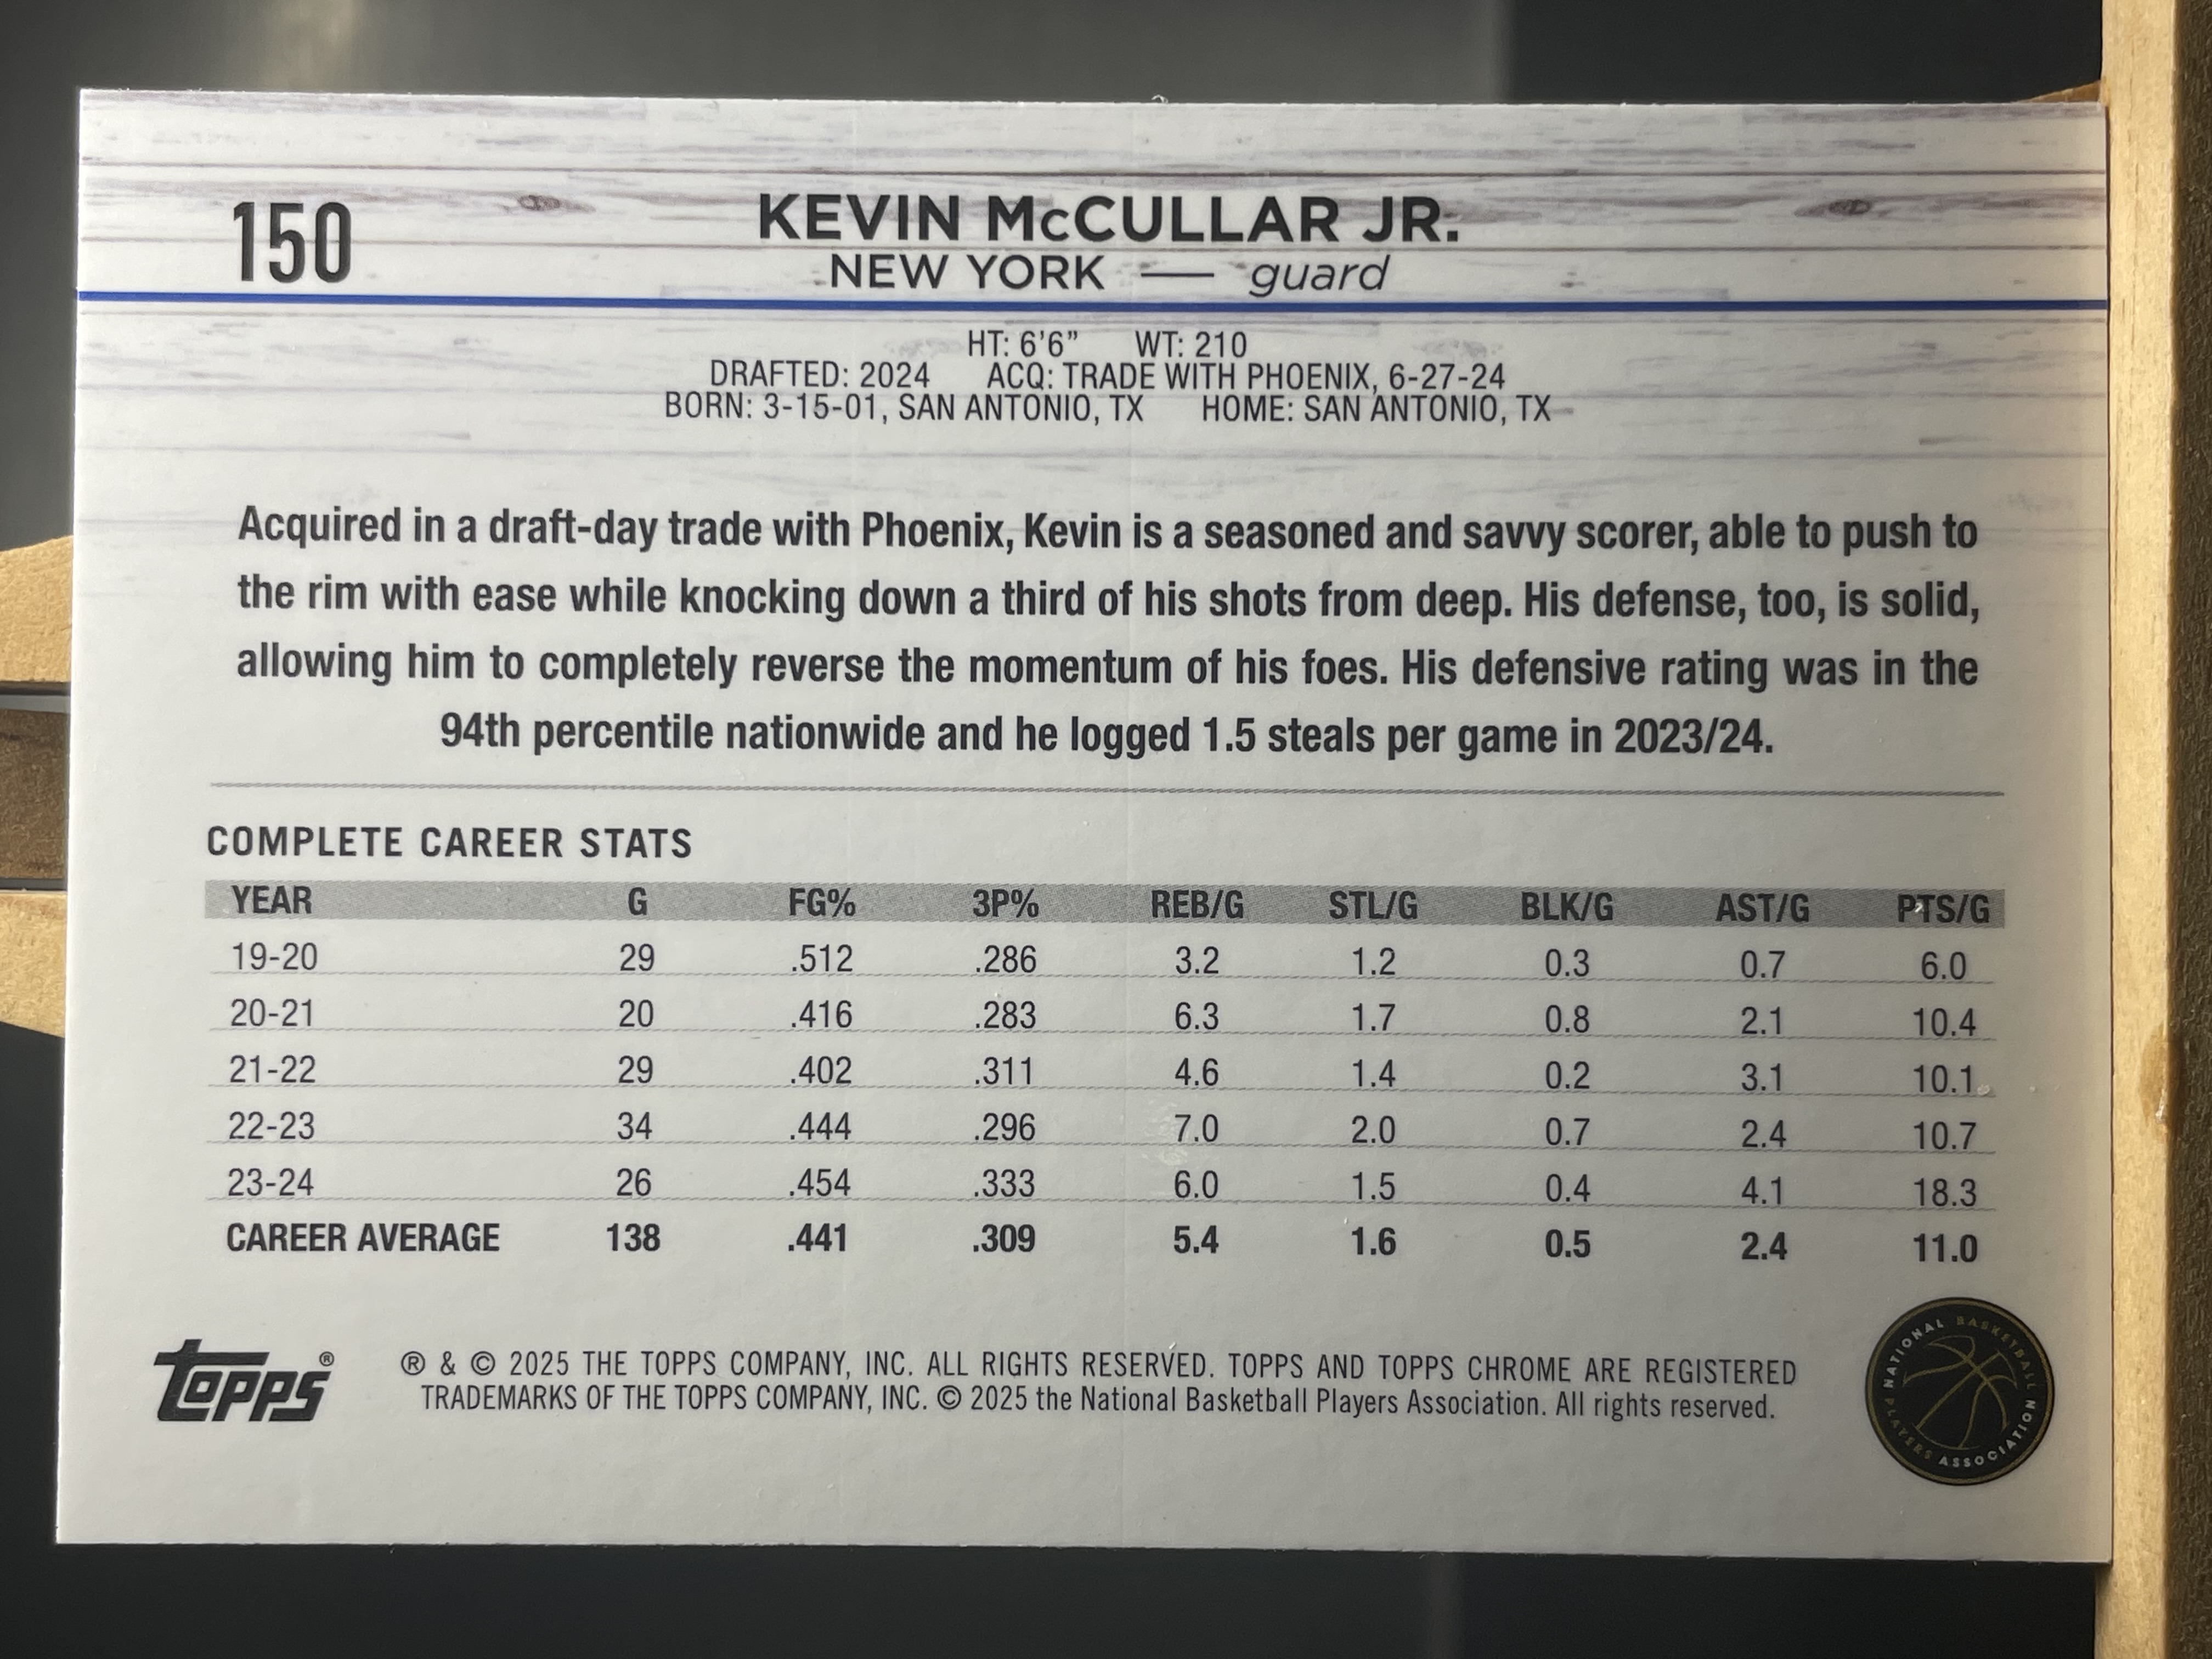 150
KEVIN McCULLAR JR.
NEW YORK — guard
HT: 6'6” WT: 210
DRAFTED: 2024 ACQ: TRADE WITH PHOENIX, 6-27-24
BORN: 3-15-01, SAN ANTONIO, TX HOME: SAN ANTONIO, TX
Acquired in a draft-day trade with Phoenix, Kevin is a seasoned and savvy scorer, able to push to
the rim with ease while knocking down a third of his shots from deep. His defense, too, is solid,
allowing him to completely reverse the momentum of his foes. His defensive rating was in the
94th percentile nationwide and he logged 1.5 steals per game in 2023/24.
COMPLETE CAREER STATS
YEAR G FG% 3P% REB/G STL/G BLK/G AST/G PTS/G
19-20 29 .512 .286 3.2 1.2 0.3 0.7 6.0
20-21 20 .416 .283 6.3 1.7 0.8 2.1 10.4
21-22 29 .402 .311 4.6 1.4 0.2 3.1 10.1
22-23 34 .444 .296 7.0 2.0 0.7 2.4 10.7
23-24 26 .454 .333 6.0 1.5 0.4 4.1 18.3
CAREER AVERAGE 138 .441 .309 5.4 1.6 0.5 2.4 11.0
topps®
® & © 2025 THE TOPPS COMPANY, INC. ALL RIGHTS RESERVED. TOPPS AND TOPPS CHROME ARE REGISTERED
TRADEMARKS OF THE TOPPS COMPANY, INC. © 2025 the National Basketball Players Association. All rights reserved.
NATIONAL BASKETBALL PLAYERS ASSOCIATION